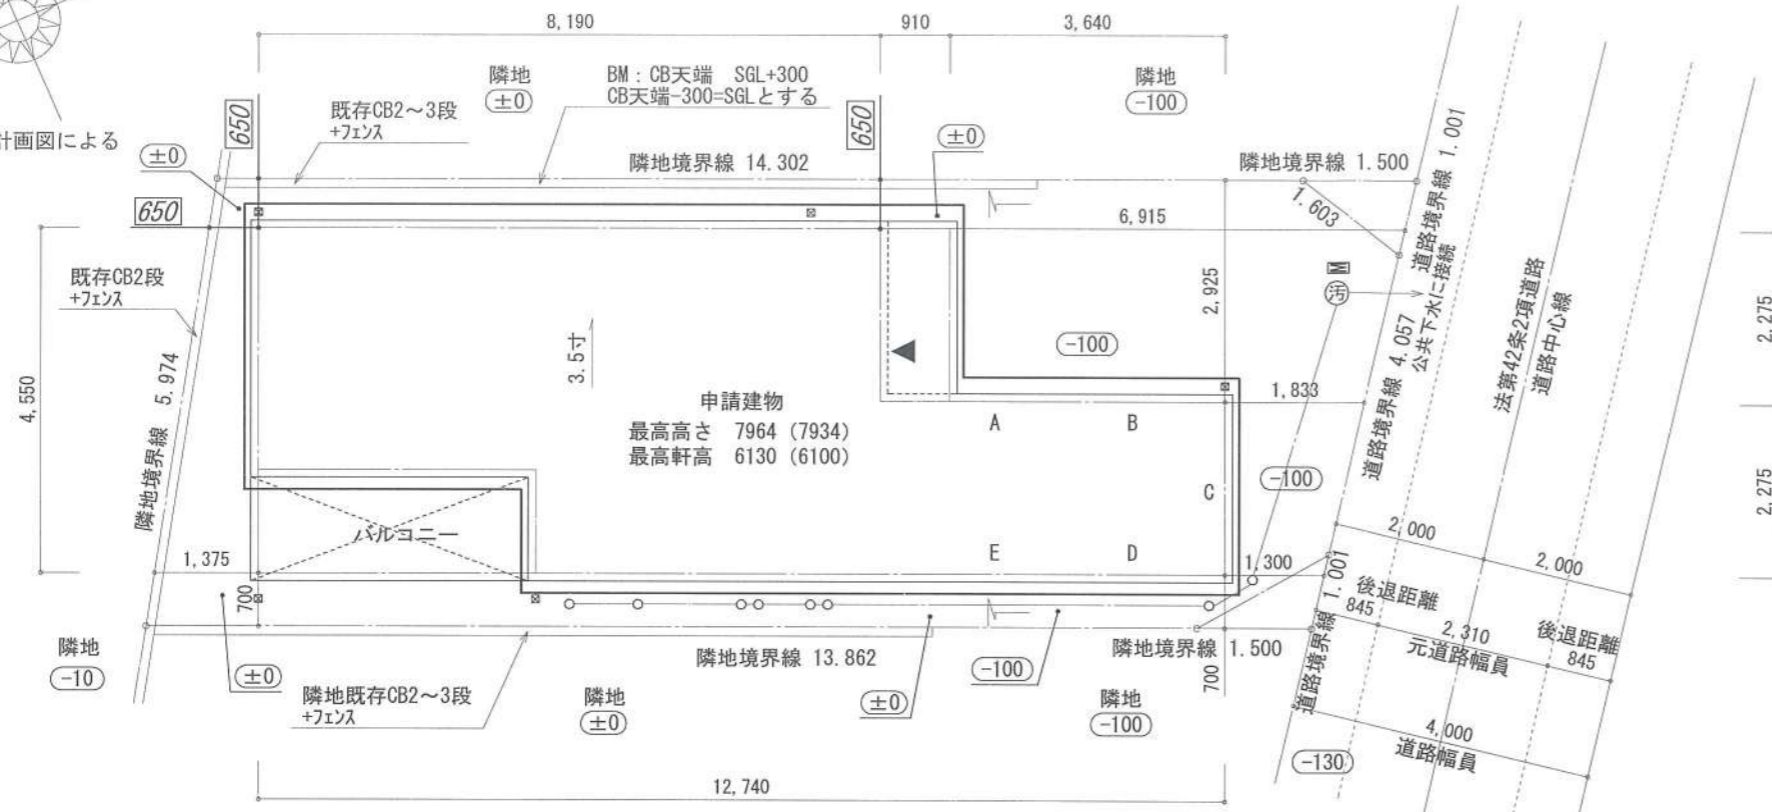 8,190
910
3,640
隣地
±0
BM：CB天端 SGL+300
CB天端-300=SGLとする
隣地
-100
既存CB2～3段
+フェンス
650
650
計画図による
±0
±0
隣地境界線 14.302
隣地境界線 1.500
道路境界線 1.001
1.603
650
6,915
既存CB2段
+フェンス
M
汚
公共下水に接続
法第42条2項道路
道路中心線
2,925
2,275
3.5寸
-100
4,550
隣地境界線 5.974
道路境界線 4.057
1,833
申請建物
最高高さ 7964 (7934)
最高軒高 6130 (6100)
A
B
C
-100
2,275
バルコニー
E
D
2,000
2,000
1,375
1,300
700
道路境界線 1.001
後退距離
845
2,310
元道路幅員
後退距離
845
隣地
-10
±0
隣地境界線 13.862
隣地境界線 1.500
-100
700
隣地既存CB2～3段
+フェンス
隣地
±0
±0
隣地
-100
4,000
道路幅員
-130
12,740